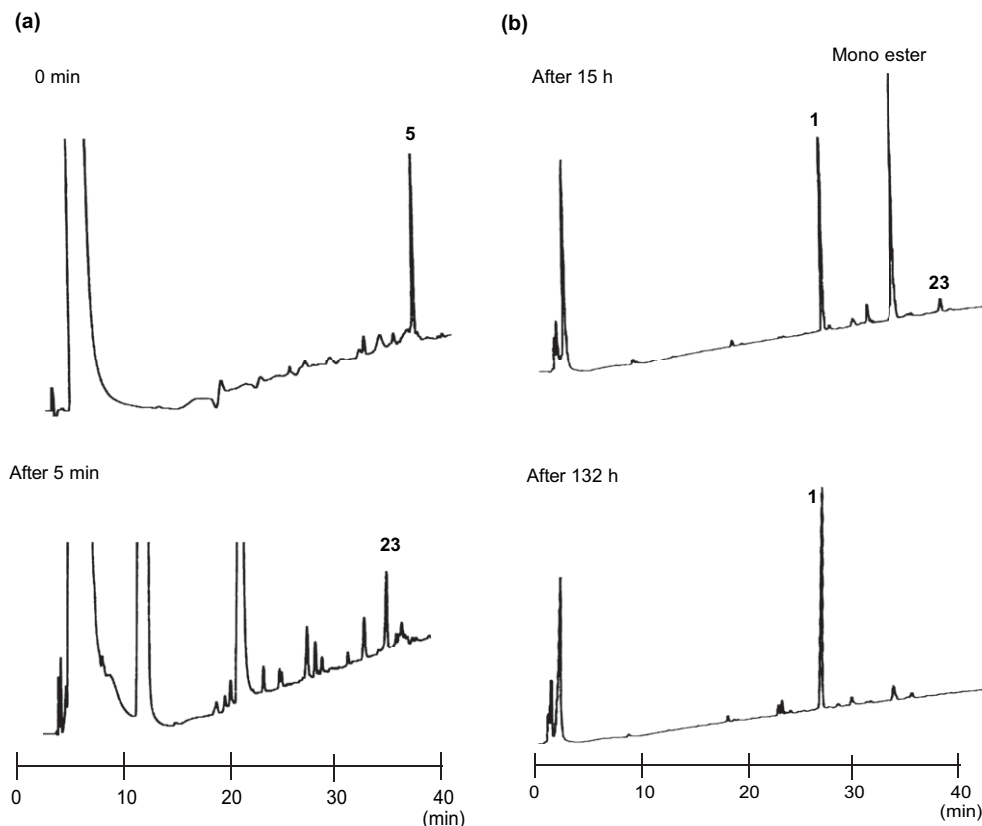 (a)
0 min
5
After 5 min
23
0 10 20 30 40
(min)
(b)
After 15 h
Mono ester
1
23
After 132 h
1
0 10 20 30 40
(min)